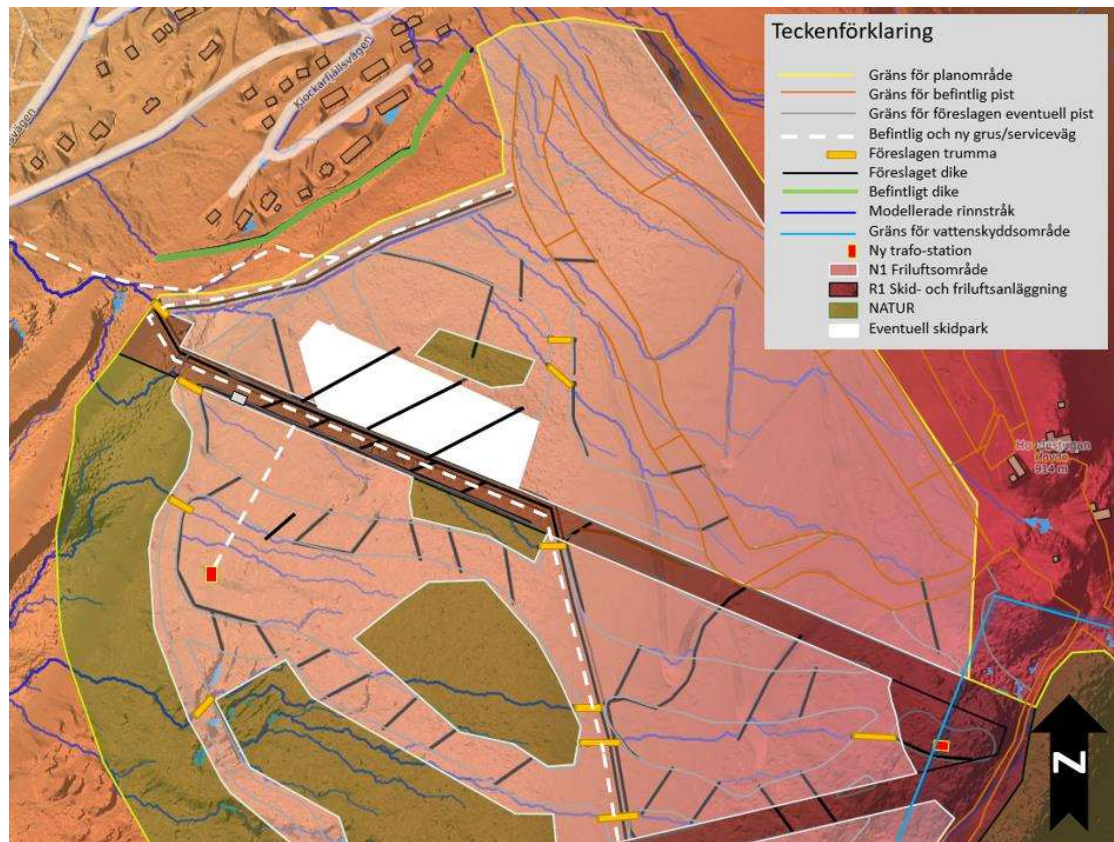 Teckenförklaring
Gräns för planområde
Gräns för befintlig pist
Gräns för föreslagen eventuell pist
Befintlig och ny grus/serviceväg
Föreslagen trumma
Föreslaget dike
Befintligt dike
Modellerade rinnstråk
Gräns för vattenskyddsområde
Ny trafo-station
N1 Friluftsområde
R1 Skid- och friluftsanläggning
NATUR
Eventuell skidpark
Klockarfjällsvägen
914 m
N